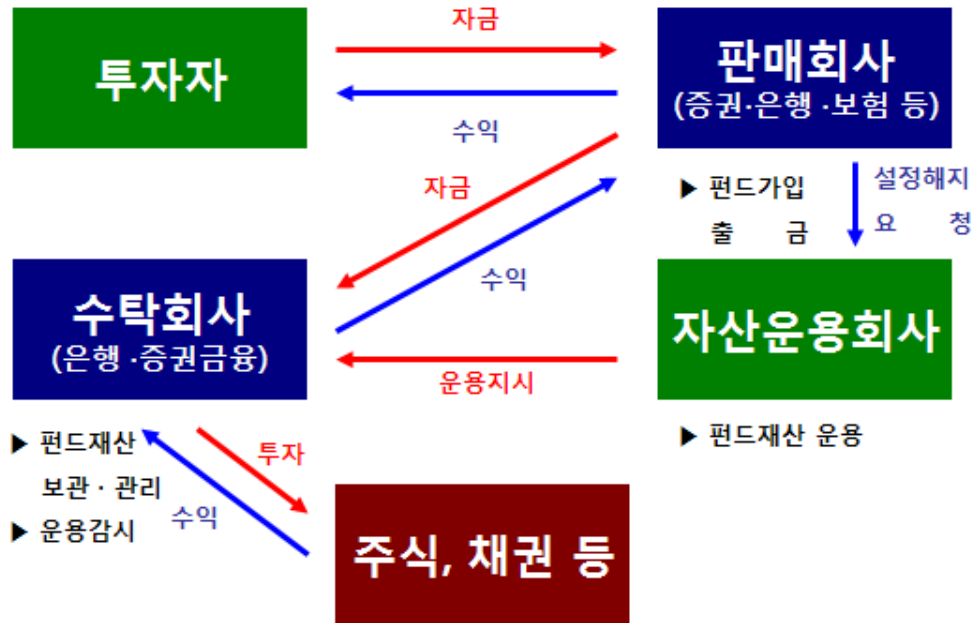 자금
투자자
판매회사
(증권·은행 ·보험 등)
수익
자금
▶ 펀드가입
출 금
설정해지
요 청
수익
수탁회사
(은행 ·증권금융)
자산운용회사
운용지시
▶ 펀드재산
보관 · 관리
▶ 운용감시
투자
수익
▶ 펀드재산 운용
주식, 채권 등